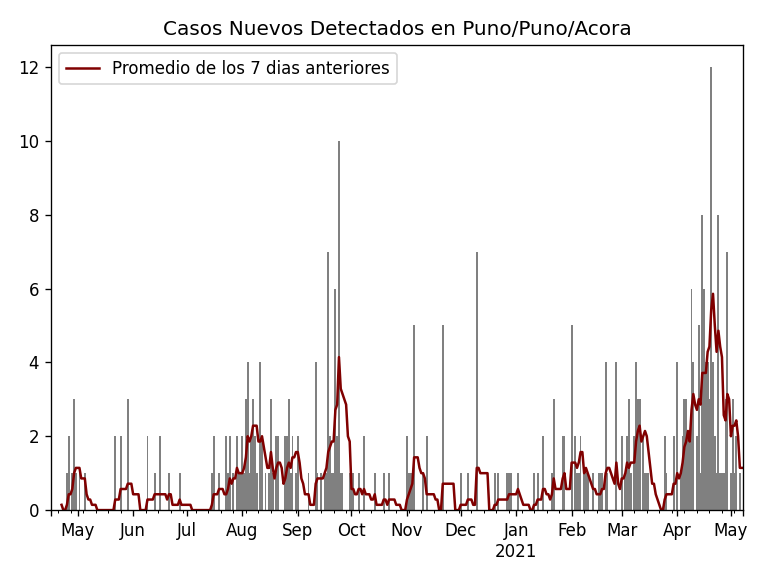 Casos Nuevos Detectados en Puno/Puno/Acora
Promedio de los 7 dias anteriores
12
10
8
6
4
2
0
May Jun Jul Aug Sep Oct Nov Dec Jan Feb Mar Apr May
2021